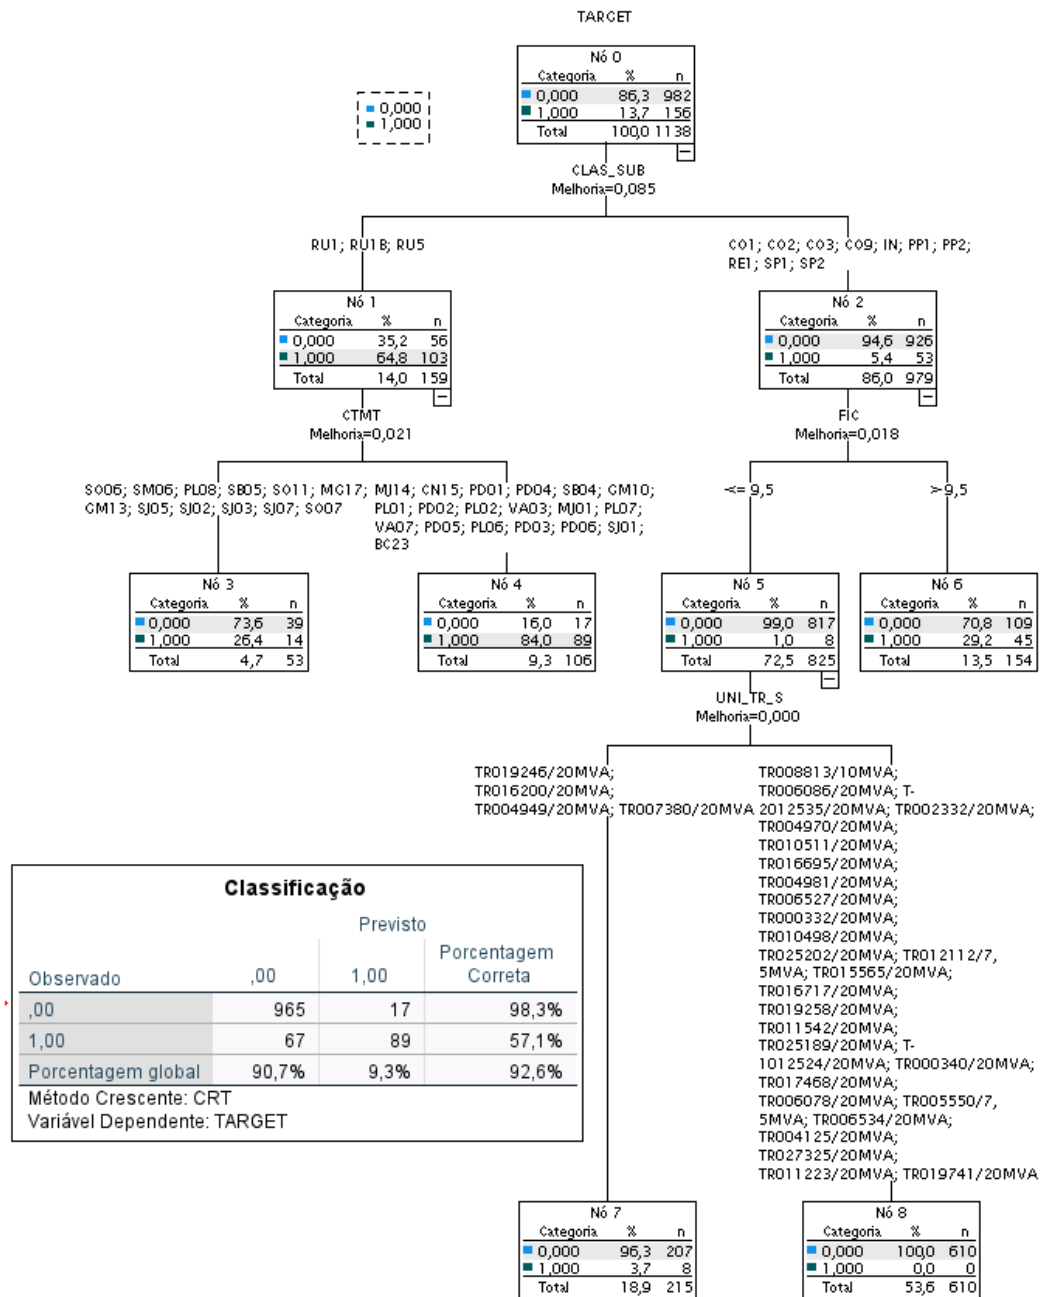 TARGET
Nó 0
Categoria % n
0,000 86,3 982
1,000 13,7 156
Total 100,0 1138
0,000
1,000
CLAS_SUB
Melhoria=0,085
RU1; RU1B; RU5
CO1; CO2; CO3; CO9; IN; PP1; PP2;
RE1; SP1; SP2
Nó 1
Categoria % n
0,000 35,2 56
1,000 64,8 103
Total 14,0 159
Nó 2
Categoria % n
0,000 94,6 926
1,000 5,4 53
Total 86,0 979
CTMT
Melhoria=0,021
FIC
Melhoria=0,018
SO06; SM06; PL08; SB05; SO11; MG17;
GM13; SJ05; SJ02; SJ03; SJ07; SO07
MJ14; CN15; PD01; PD04; SB04; GM10;
PL01; PD02; PL02; VA03; MJ01; PL07;
VA07; PD05; PL06; PD03; PD06; SJ01;
BC23
<= 9,5
>9,5
Nó 3
Categoria % n
0,000 73,6 39
1,000 26,4 14
Total 4,7 53
Nó 4
Categoria % n
0,000 16,0 17
1,000 84,0 89
Total 9,3 106
Nó 5
Categoria % n
0,000 99,0 817
1,000 1,0 8
Total 72,5 825
Nó 6
Categoria % n
0,000 70,8 109
1,000 29,2 45
Total 13,5 154
UNI_TR_S
Melhoria=0,000
TR019246/20MVA;
TR016200/20MVA;
TR004949/20MVA; TR007380/20MVA
TR008813/10MVA;
TR006086/20MVA; T-
2012535/20MVA; TR002332/20MVA;
TR004970/20MVA;
TR010511/20MVA;
TR016695/20MVA;
TR004981/20MVA;
TR006527/20MVA;
TR000332/20MVA;
TR010498/20MVA;
TR025202/20MVA; TR012112/7,
5MVA; TR015565/20MVA;
TR016717/20MVA;
TR019258/20MVA;
TR011542/20MVA;
TR025189/20MVA; T-
1012524/20MVA; TR000340/20MVA;
TR017468/20MVA;
TR006078/20MVA; TR005550/7,
5MVA; TR006534/20MVA;
TR004125/20MVA;
TR027325/20MVA;
TR011223/20MVA; TR019741/20MVA
Classificação
Previsto
Observado ,00 1,00 Porcentagem Correta
,00 965 17 98,3%
1,00 67 89 57,1%
Porcentagem global 90,7% 9,3% 92,6%
Método Crescente: CRT
Variável Dependente: TARGET
Nó 7
Categoria % n
0,000 96,3 207
1,000 3,7 8
Total 18,9 215
Nó 8
Categoria % n
0,000 100,0 610
1,000 0,0 0
Total 53,6 610